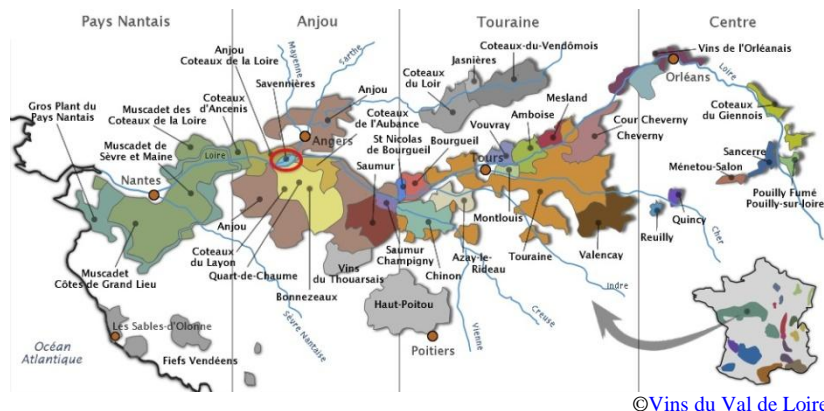 Pays Nantais
Anjou
Touraine
Centre
Mayenne
Sarthe
Anjou
Coteaux de la Loire
Savennières
Anjou
Coteaux
d'Ancenis
Muscadet des
Coteaux de la Loire
Gros Plant du
Pays Nantais
Muscadet de
Sèvre et Maine
Loire
Nantes
Angers
Coteaux
du Loir
Jasnières
Coteaux-du-Vendômois
Coteaux
de l'Aubance
St Nicolas
de Bourgueil
Bourgueil
Saumur
Vouvray
Amboise
Mesland
Tours
Cour Cheverny
Cheverny
Vins de l'Orléanais
Orléans
Loire
Coteaux
du Giennois
Sancerre
Ménetou-Salon
Pouilly Fumé
Pouilly-sur-loire
Quincy
Reuilly
Cher
Anjou
Coteaux
du Layon
Quart-de-Chaume
Bonnezeaux
Muscadet
Côtes de Grand Lieu
Vins
du Thouarsais
Saumur
Champigny
Chinon
Azay-le-
Rideau
Montlouis
Touraine
Valencay
Indre
Creuse
Vienne
Sèvre Nantaise
Haut-Poitou
Poitiers
Les Sables-d'Olonne
Fiefs Vendéens
Océan
Atlantique
©Vins du Val de Loire